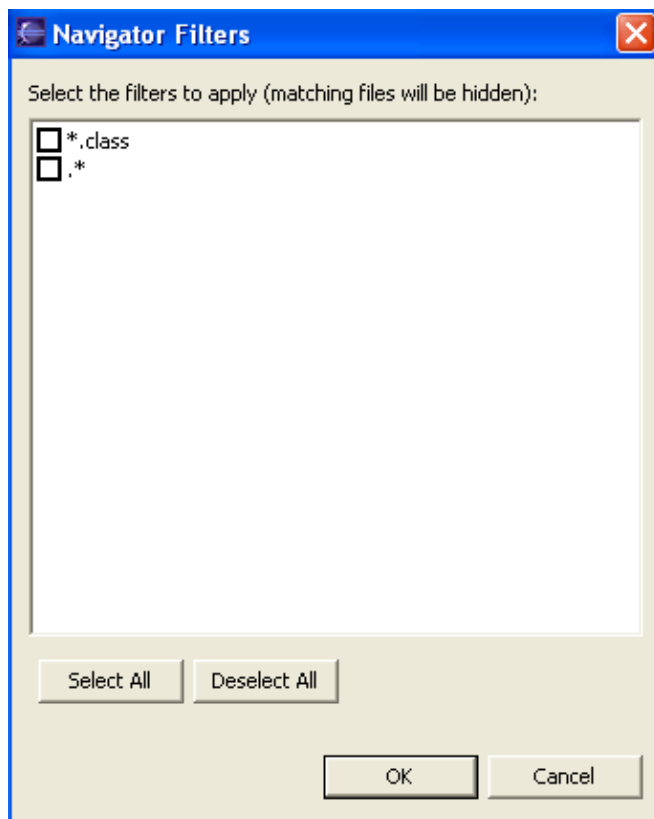 Navigator Filters
Select the filters to apply (matching files will be hidden):
*.class
.*
Select All Deselect All
OK Cancel